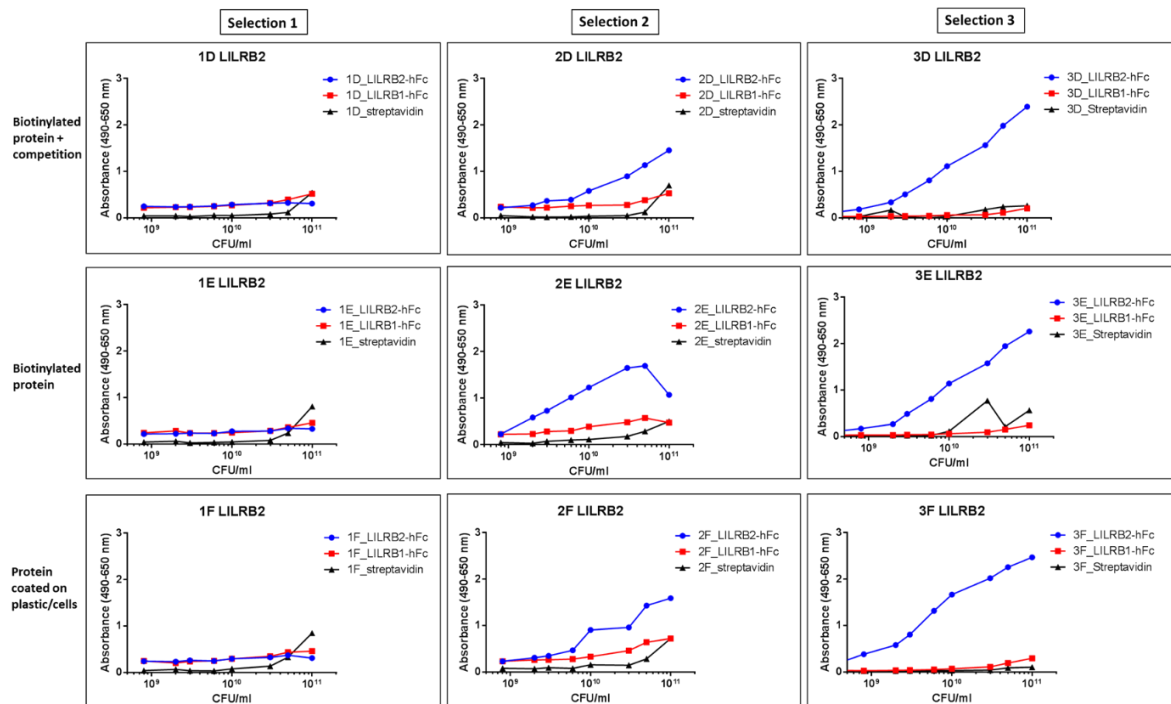 Selection 1
Selection 2
Selection 3
Biotinylated
protein +
competition
1D LILRB2
Absorbance (490-650 nm)
3
2
1
0
10⁹
10¹⁰
10¹¹
CFU/ml
1D_LILRB2-hFc
1D_LILRB1-hFc
1D_streptavidin
2D LILRB2
Absorbance (490-650 nm)
3
2
1
0
10⁹
10¹⁰
10¹¹
CFU/ml
2D_LILRB2-hFc
2D_LILRB1-hFc
2D_streptavidin
3D LILRB2
Absorbance (490-650 nm)
3
2
1
0
10⁹
10¹⁰
10¹¹
CFU/ml
3D_LILRB2-hFc
3D_LILRB1-hFc
3D_Streptavidin
Biotinylated
protein
1E LILRB2
Absorbance (490-650 nm)
3
2
1
0
10⁹
10¹⁰
10¹¹
CFU/ml
1E_LILRB2-hFc
1E_LILRB1-hFc
1E_streptavidin
2E LILRB2
Absorbance (490-650 nm)
3
2
1
0
10⁹
10¹⁰
10¹¹
CFU/ml
2E_LILRB2-hFc
2E_LILRB1-hFc
2E_streptavidin
3E LILRB2
Absorbance (490-650 nm)
3
2
1
0
10⁹
10¹⁰
10¹¹
CFU/ml
3E_LILRB2-hFc
3E_LILRB1-hFc
3E_Streptavidin
Protein
coated on
plastic/cells
1F LILRB2
Absorbance (490-650 nm)
3
2
1
0
10⁹
10¹⁰
10¹¹
CFU/ml
1F_LILRB2-hFc
1F_LILRB1-hFc
1F_streptavidin
2F LILRB2
Absorbance (490-650 nm)
3
2
1
0
10⁹
10¹⁰
10¹¹
CFU/ml
2F_LILRB2-hFc
2F_LILRB1-hFc
2F_streptavidin
3F LILRB2
Absorbance (490-650 nm)
3
2
1
0
10⁹
10¹⁰
10¹¹
CFU/ml
3F_LILRB2-hFc
3F_LILRB1-hFc
3F_Streptavidin